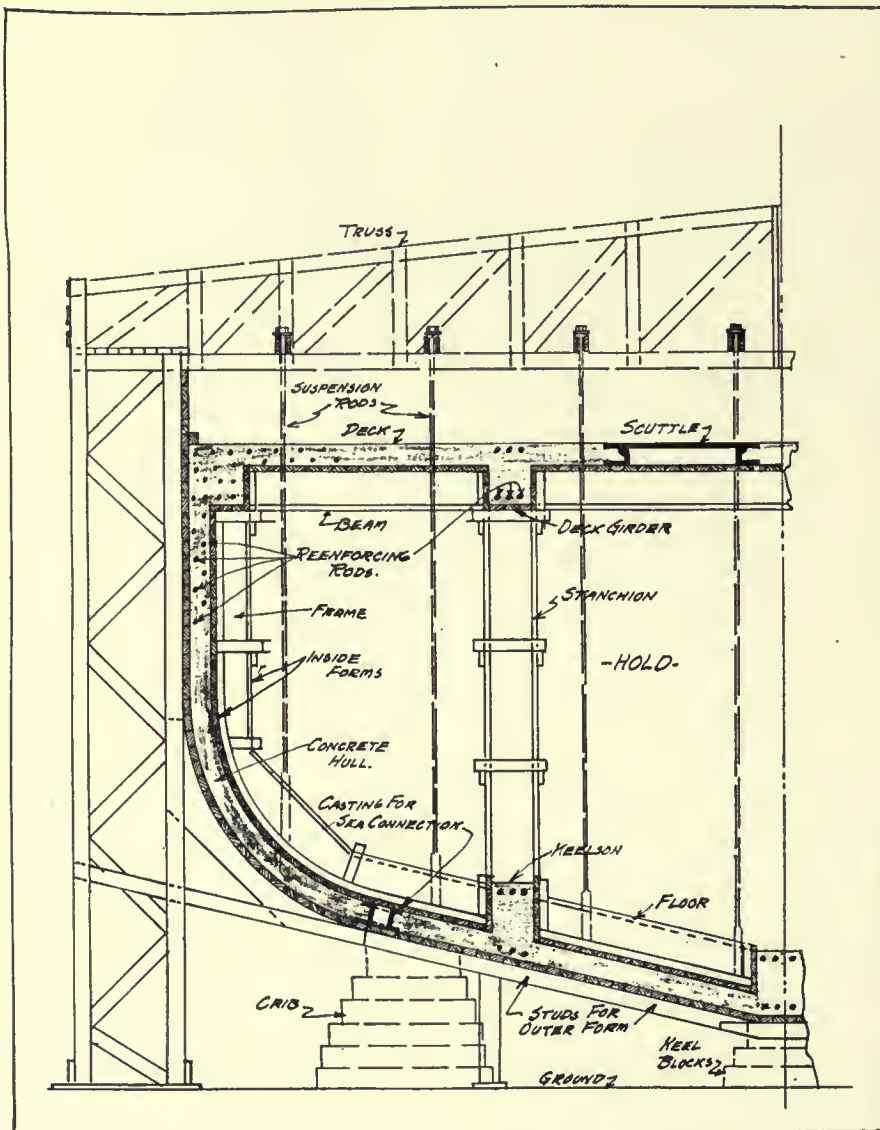 TRUSS
SUSPENSION
RODS
DECK
SCUTTLE
BEAM
DECK GIRDER
REENFORCING
RODS.
STANCHION
FRAME
-HOLD-
INSIDE
FORMS
CONCRETE
HULL.
CASTING FOR
SEA CONNECTION
KEELSON
FLOOR
CRIB
STUDS FOR
OUTER FORM
KEEL
BLOCKS
GROUND